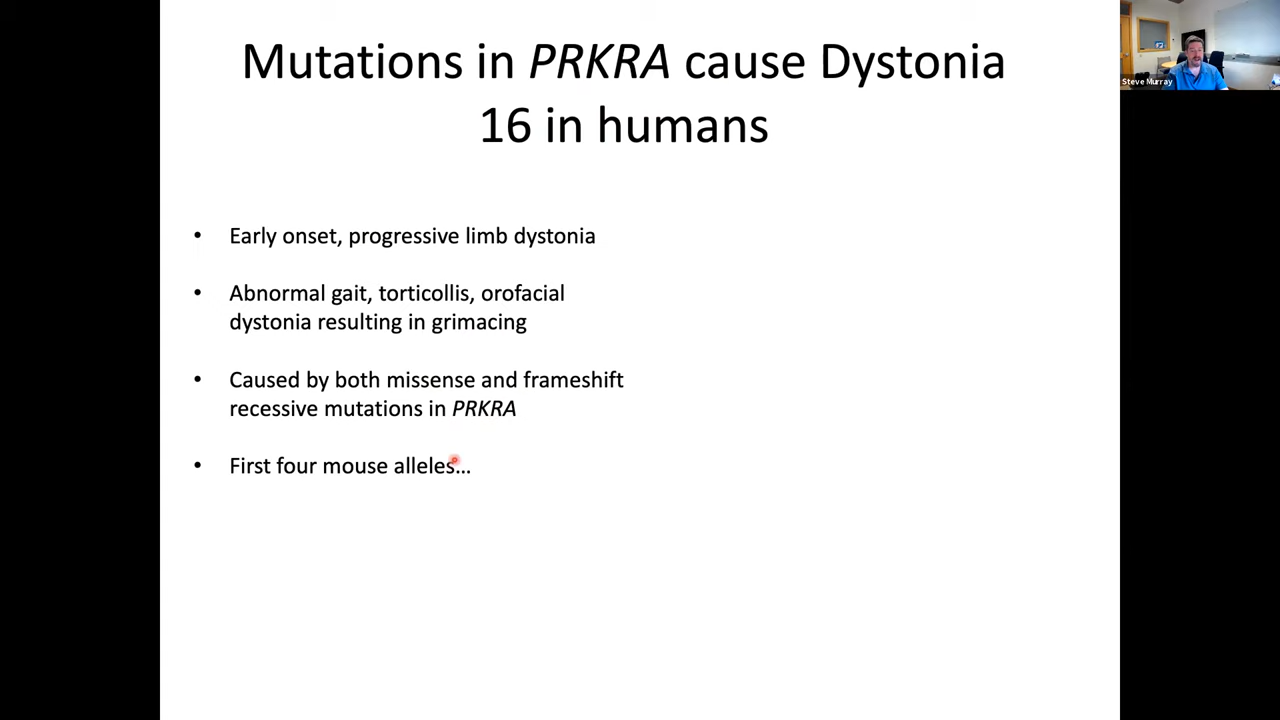 Mutations in PRKRA cause Dystonia
16 in humans
Steve Murray
• Early onset, progressive limb dystonia
• Abnormal gait, torticollis, orofacial
dystonia resulting in grimacing
• Caused by both missense and frameshift
recessive mutations in PRKRA
• First four mouse alleles...